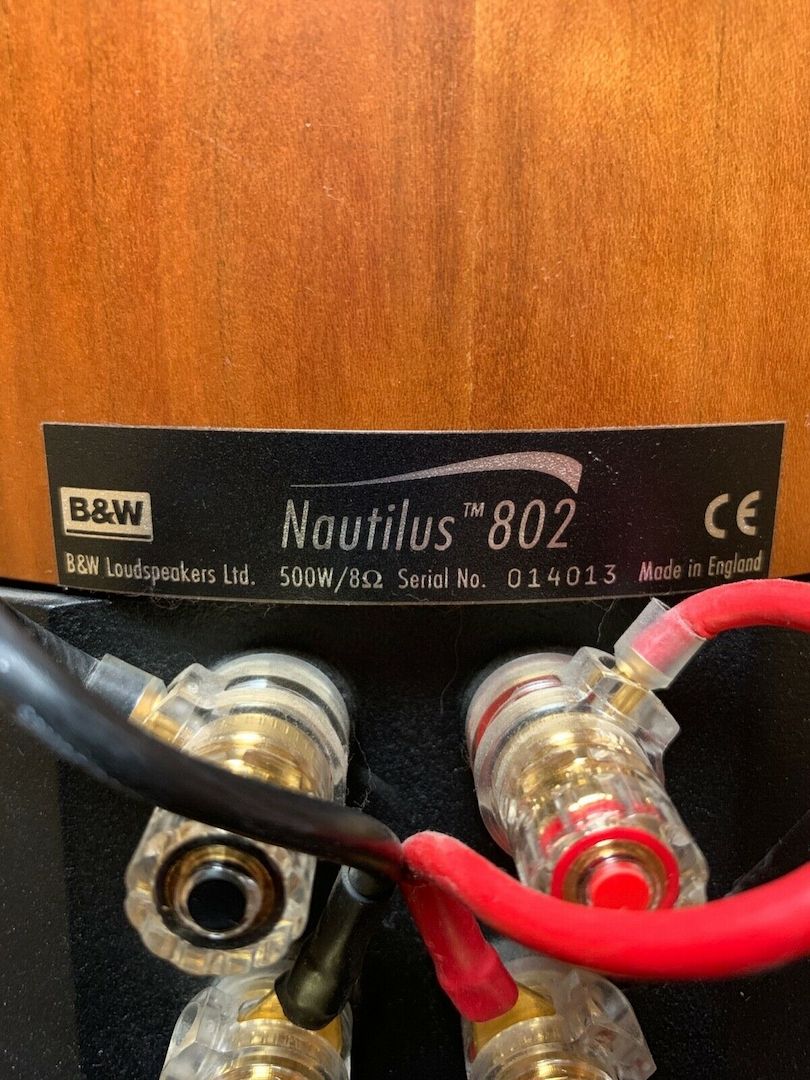 B&W
Nautilus™ 802
CE
B&W Loudspeakers Ltd. 500W/8Ω Serial No. 014013 Made in England